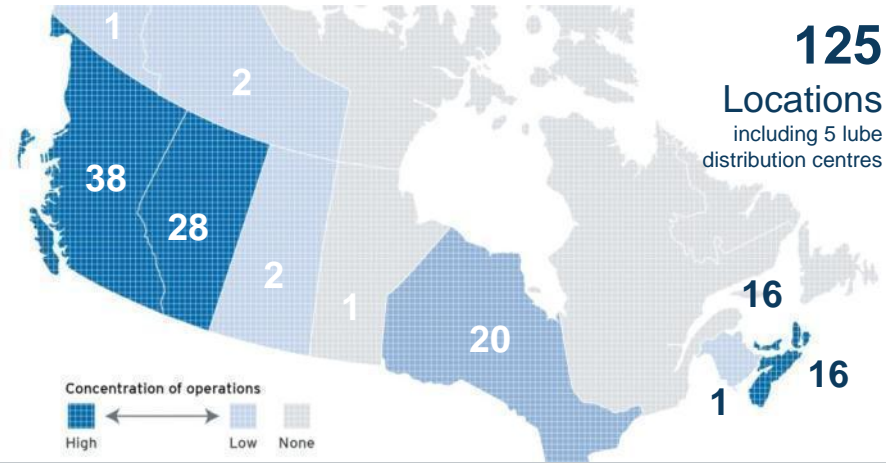 1
125
2
Locations
including 5 lube
distribution centres
38
28
2
1
20
16
16
1
Concentration of operations
High
Low
None